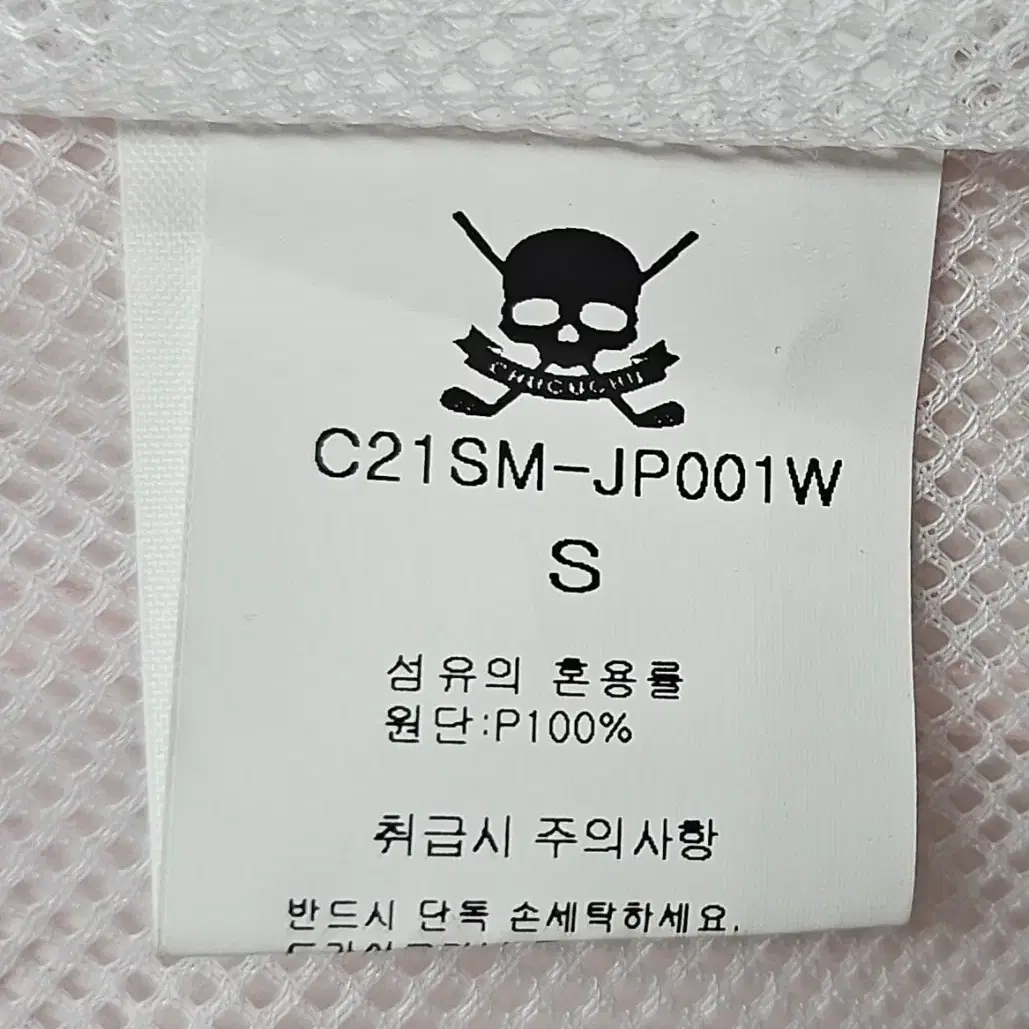 CHUCUCHU
C21SM-JP001W
S
섬유의 혼용률
원단:P100%
취급시 주의사항
반드시 단독 손세탁하세요.